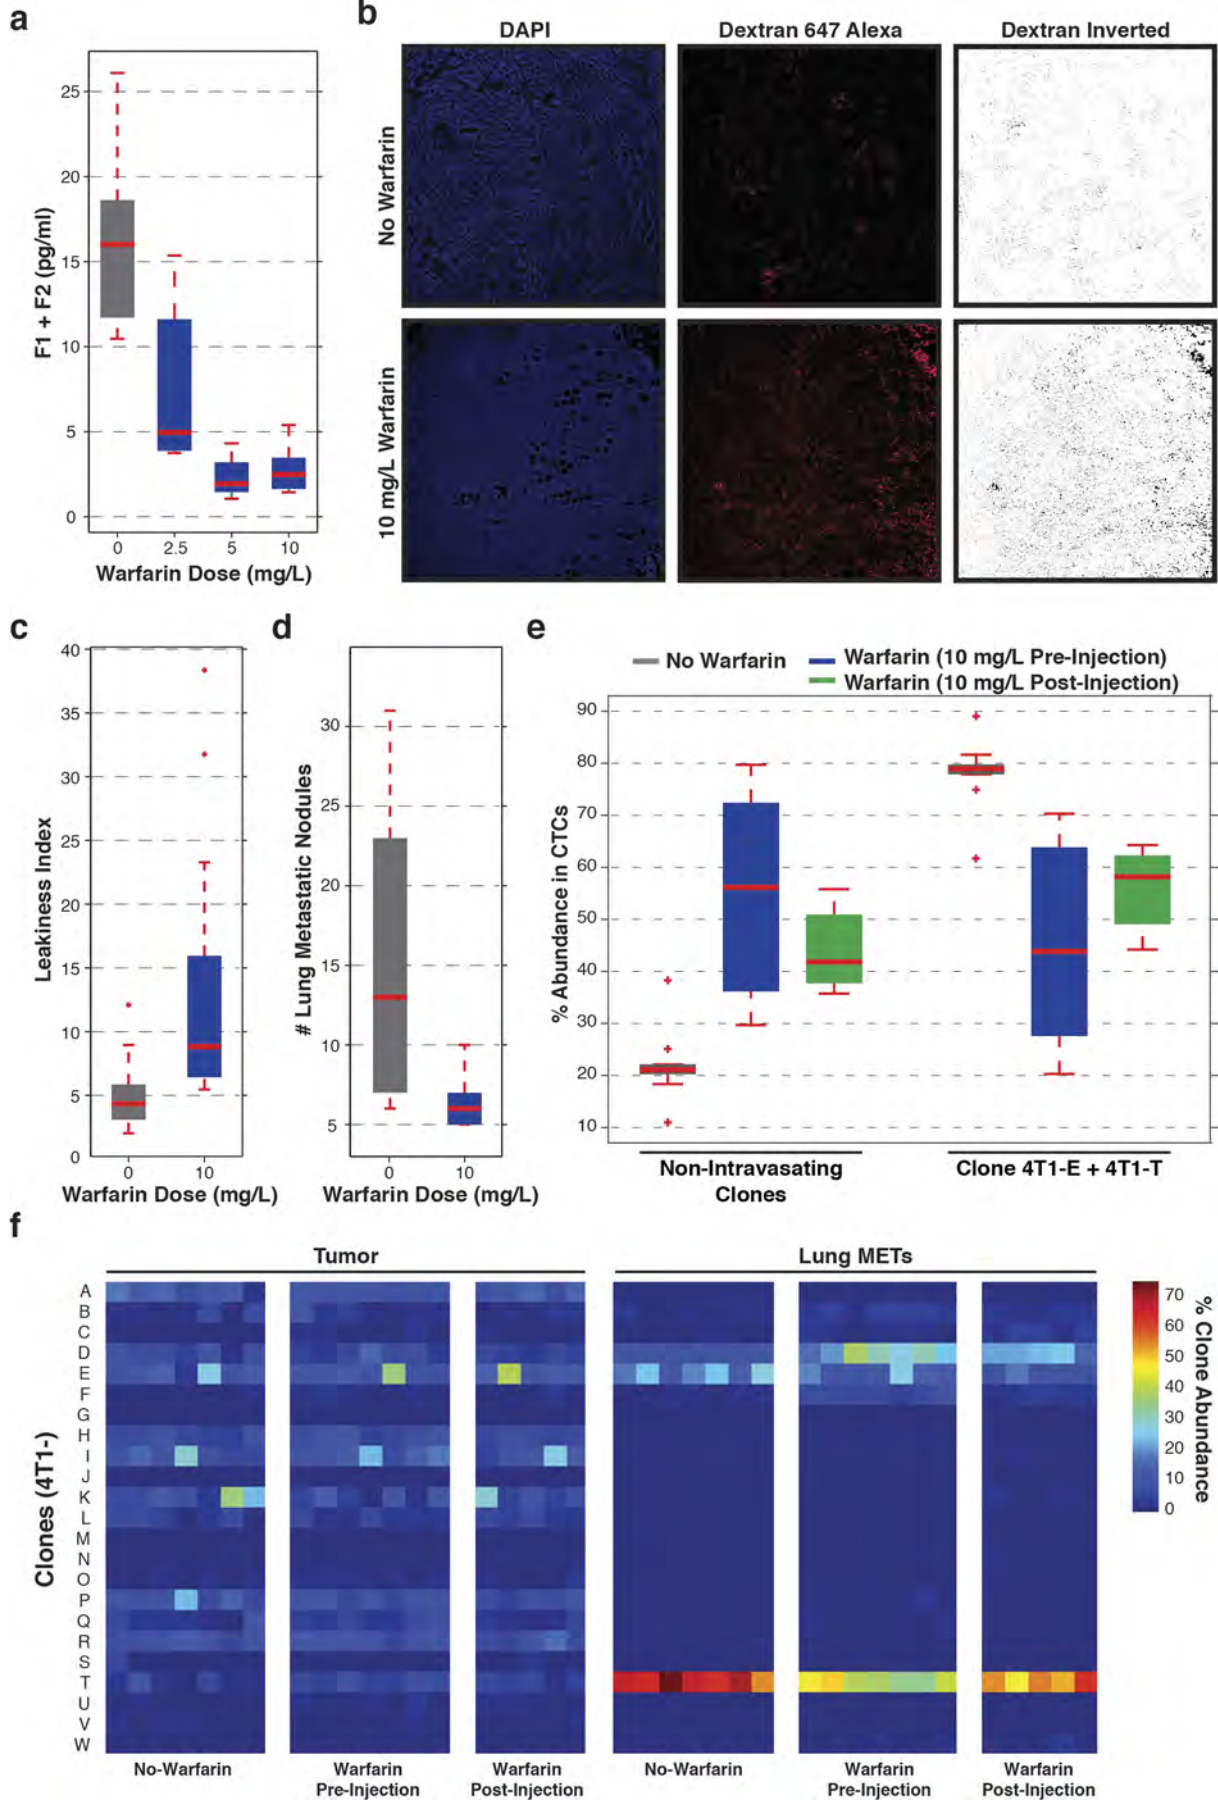 a
F1 + F2 (pg/ml)
25
20
15
10
5
0
0 2.5 5 10
Warfarin Dose (mg/L)
b
DAPI Dextran 647 Alexa Dextran Inverted
No Warfarin
10 mg/L Warfarin
c
Leakiness Index
40
35
30
25
20
15
10
5
0
0 10
Warfarin Dose (mg/L)
d
# Lung Metastatic Nodules
30
25
20
15
10
5
0 10
Warfarin Dose (mg/L)
e
No Warfarin
Warfarin (10 mg/L Pre-Injection)
Warfarin (10 mg/L Post-Injection)
% Abundance in CTCs
90
80
70
60
50
40
30
20
10
Non-Intravasating
Clones
Clone 4T1-E + 4T1-T
f
Tumor Lung METs
Clones (4T1-)
A
B
C
D
E
F
G
H
I
J
K
L
M
N
O
P
Q
R
S
T
U
V
W
No-Warfarin
Warfarin
Pre-Injection
Warfarin
Post-Injection
No-Warfarin
Warfarin
Pre-Injection
Warfarin
Post-Injection
70
60
50
40
30
20
10
0
% Clone Abundance